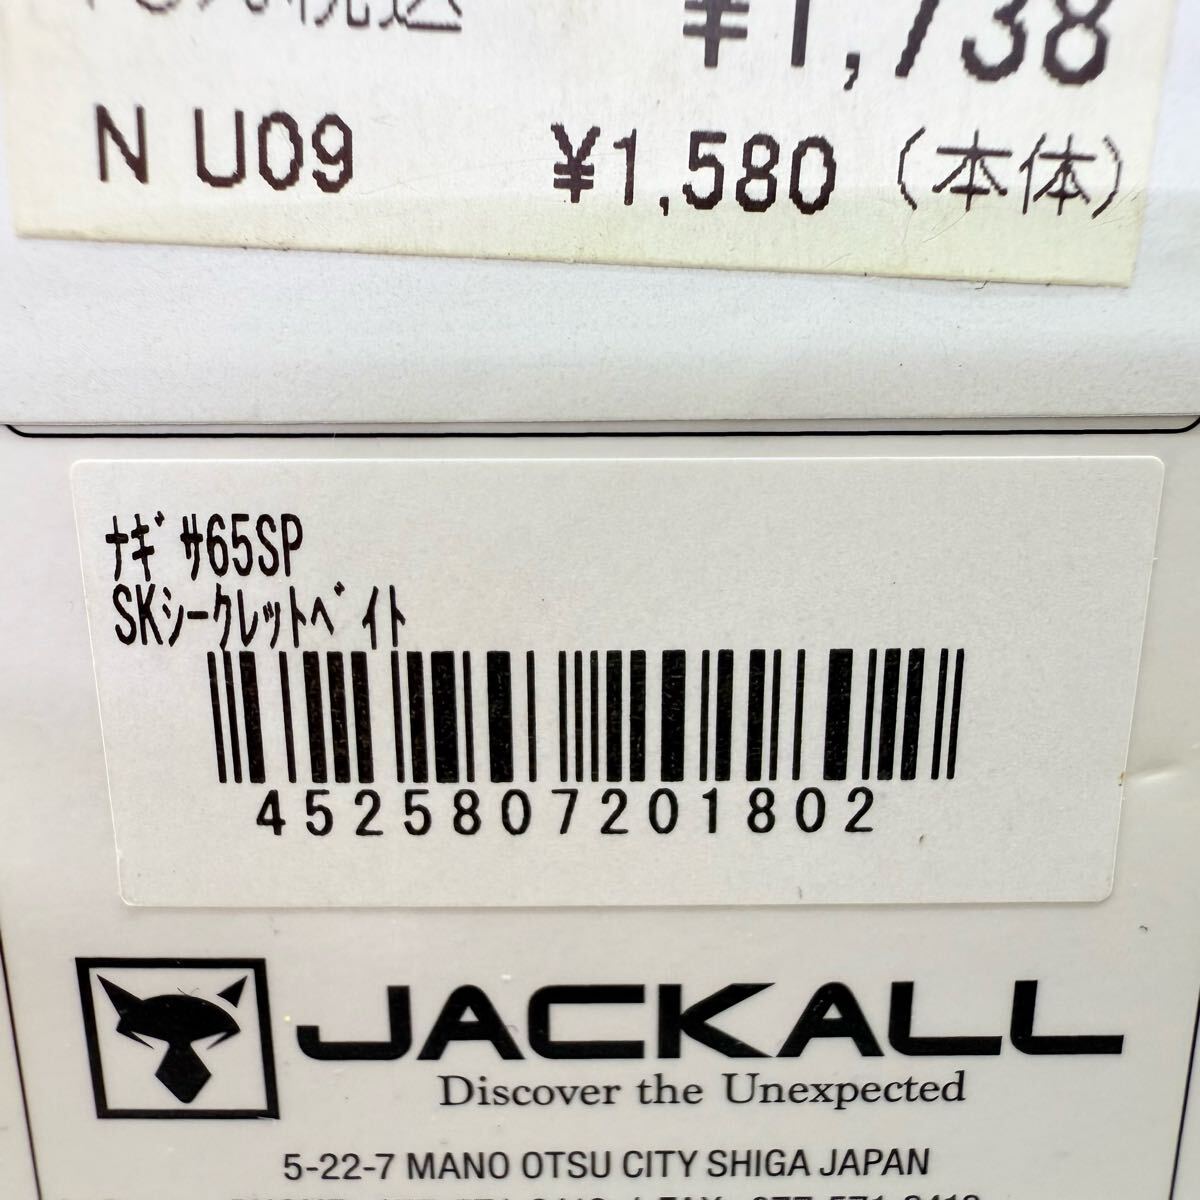 ¥1,738
N U09 ¥1,580 (本体)
ﾅｷﾞｻ65SP
SKｼｰｸﾚｯﾄﾍﾞｲﾄ
4525807201802
JACKALL
Discover the Unexpected
5-22-7 MANO OTSU CITY SHIGA JAPAN